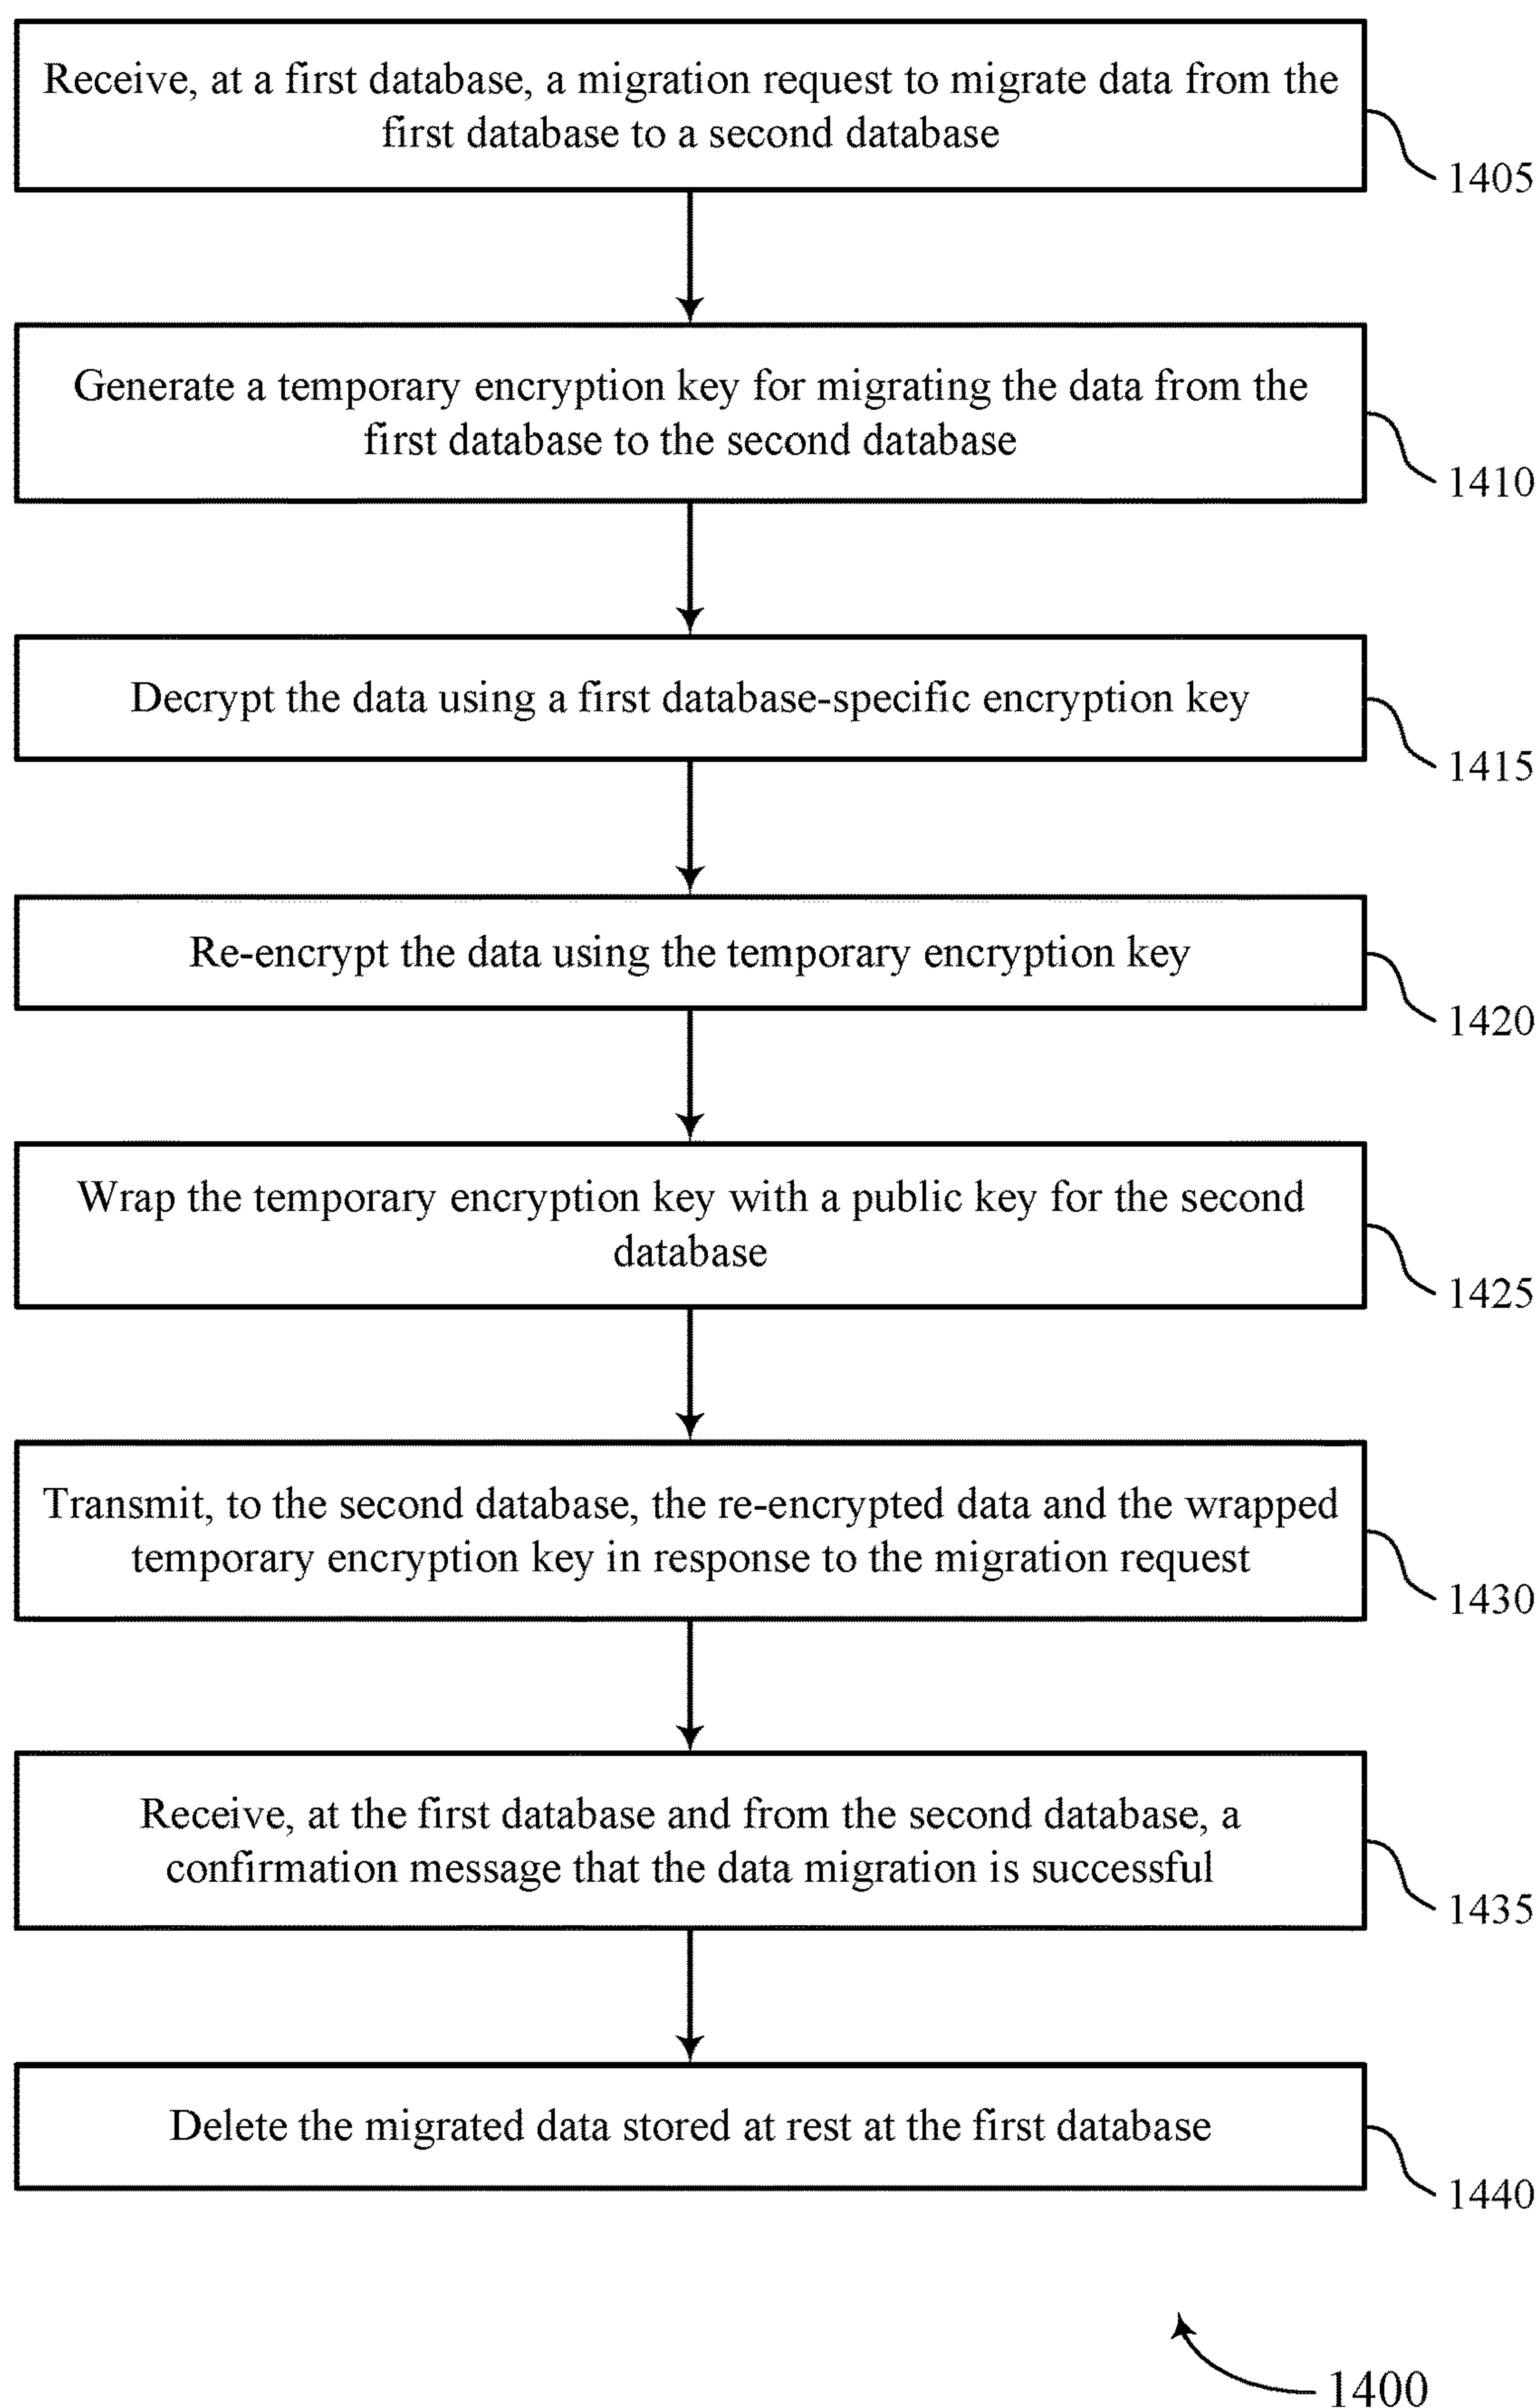 Receive, at a first database, a migration request to migrate data from the
first database to a second database
1405
Generate a temporary encryption key for migrating the data from the
first database to the second database
1410
Decrypt the data using a first database-specific encryption key
1415
Re-encrypt the data using the temporary encryption key
1420
Wrap the temporary encryption key with a public key for the second
database
1425
Transmit, to the second database, the re-encrypted data and the wrapped
temporary encryption key in response to the migration request
1430
Receive, at the first database and from the second database, a
confirmation message that the data migration is successful
1435
Delete the migrated data stored at rest at the first database
1440
1400